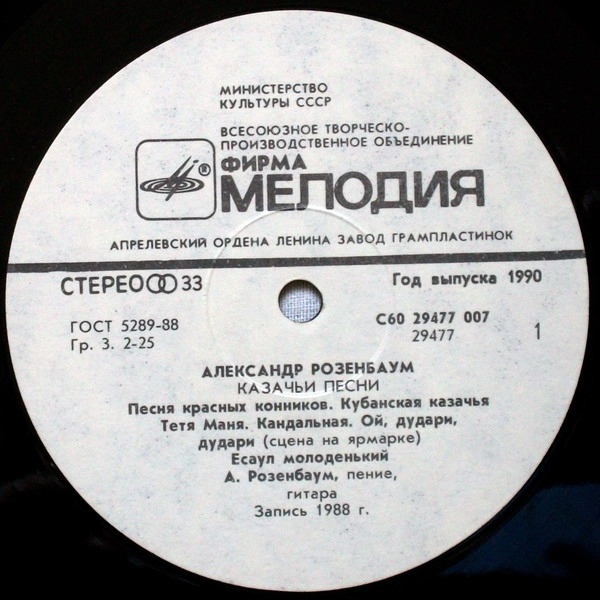 МИНИСТЕРСТВО
КУЛЬТУРЫ СССР
ВСЕСОЮЗНОЕ ТВОРЧЕСКО-
ПРОИЗВОДСТВЕННОЕ ОБЪЕДИНЕНИЕ
®
ФИРМА
МЕЛОДИЯ
АПРЕЛЕВСКИЙ ОРДЕНА ЛЕНИНА ЗАВОД ГРАМПЛАСТИНОК
СТЕРЕО 33
Год выпуска 1990
ГОСТ 5289-88
Гр. 3. 2-25
С60 29477 007
29477
1
АЛЕКСАНДР РОЗЕНБАУМ
КАЗАЧЬИ ПЕСНИ
Песня красных конников. Кубанская казачья
Тетя Маня. Кандальная. Ой, дудари,
дудари (сцена на ярмарке)
Есаул молоденький
А. Розенбаум, пение,
гитара
Запись 1988 г.